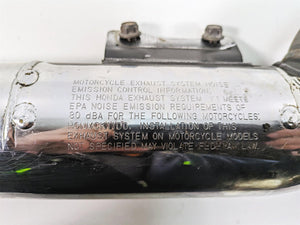 MOTORCYCLE EXHAUST SYSTEM NOISE
EMISSION CONTROL INFORMATION.
THIS HONDA EXHAUST SYSTEM MEETS
EPA NOISE EMISSION REQUIREMENTS OF
80 dBA FOR THE FOLLOWING MOTORCYCLES:
INSTALLATION OF THIS
EXHAUST SYSTEM ON MOTORCYCLE MODELS
NOT SPECIFIED MAY VIOLATE FEDERAL LAW.